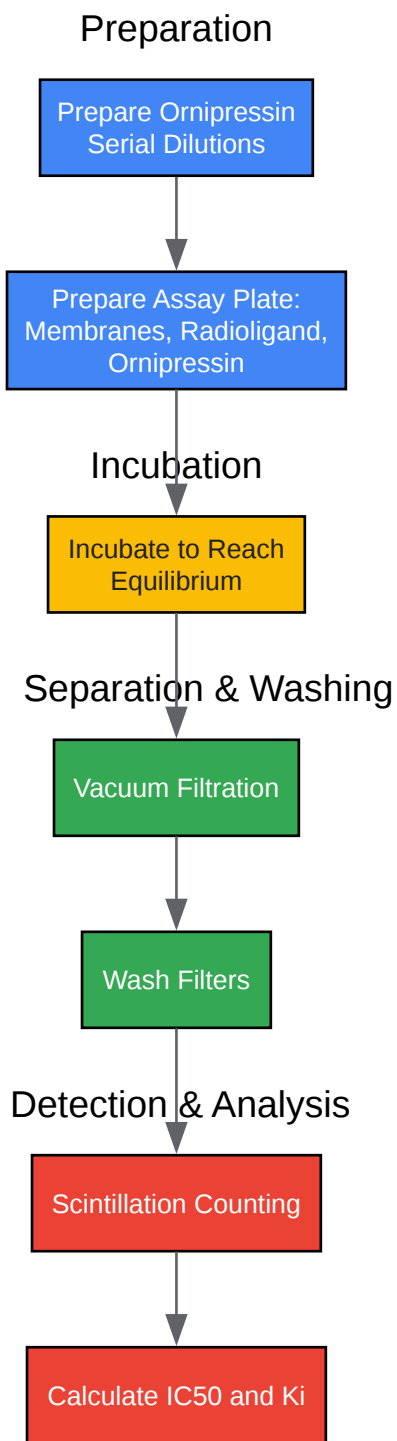 Preparation
Prepare Ornipressin
Serial Dilutions
Prepare Assay Plate:
Membranes, Radioligand,
Ornipressin
Incubation
Incubate to Reach
Equilibrium
Separation & Washing
Vacuum Filtration
Wash Filters
Detection & Analysis
Scintillation Counting
Calculate IC50 and Ki